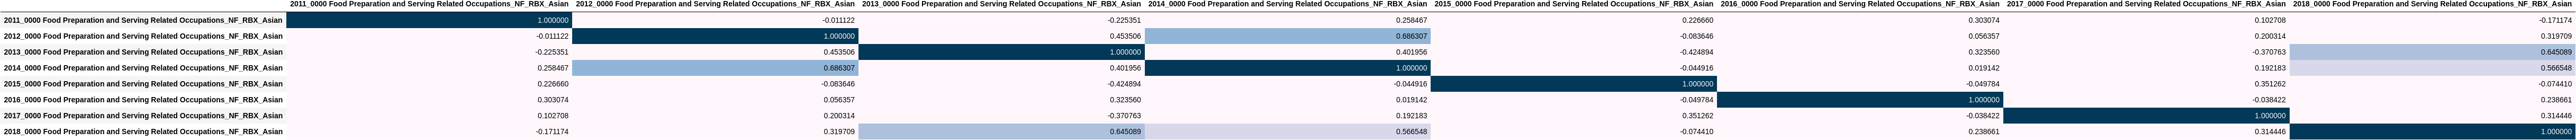 2011_0000 Food Preparation and Serving Related Occupations_NF_RBX_Asian 2012_0000 Food Preparation and Serving Related Occupations_NF_RBX_Asian 2013_0000 Food Preparation and Serving Related Occupations_NF_RBX_Asian 2014_0000 Food Preparation and Serving Related Occupations_NF_RBX_Asian 2015_0000 Food Preparation and Serving Related Occupations_NF_RBX_Asian 2016_0000 Food Preparation and Serving Related Occupations_NF_RBX_Asian 2017_0000 Food Preparation and Serving Related Occupations_NF_RBX_Asian 2018_0000 Food Preparation and Serving Related Occupations_NF_RBX_Asian
2011_0000 Food Preparation and Serving Related Occupations_NF_RBX_Asian 1.000000 -0.011122 -0.225351 0.258467 0.226660 0.303074 0.102708 -0.171174
2012_0000 Food Preparation and Serving Related Occupations_NF_RBX_Asian -0.011122 1.000000 0.453506 0.686307 -0.083646 0.056357 0.200314 0.319709
2013_0000 Food Preparation and Serving Related Occupations_NF_RBX_Asian -0.225351 0.453506 1.000000 0.401956 -0.424894 0.323560 -0.370763 0.645089
2014_0000 Food Preparation and Serving Related Occupations_NF_RBX_Asian 0.258467 0.686307 0.401956 1.000000 -0.044916 0.019142 0.192183 0.566548
2015_0000 Food Preparation and Serving Related Occupations_NF_RBX_Asian 0.226660 -0.083646 -0.424894 -0.044916 1.000000 -0.049784 0.351262 -0.074410
2016_0000 Food Preparation and Serving Related Occupations_NF_RBX_Asian 0.303074 0.056357 0.323560 0.019142 -0.049784 1.000000 -0.038422 0.238661
2017_0000 Food Preparation and Serving Related Occupations_NF_RBX_Asian 0.102708 0.200314 -0.370763 0.192183 0.351262 -0.038422 1.000000 0.314446
2018_0000 Food Preparation and Serving Related Occupations_NF_RBX_Asian -0.171174 0.319709 0.645089 0.566548 -0.074410 0.238661 0.314446 1.000000